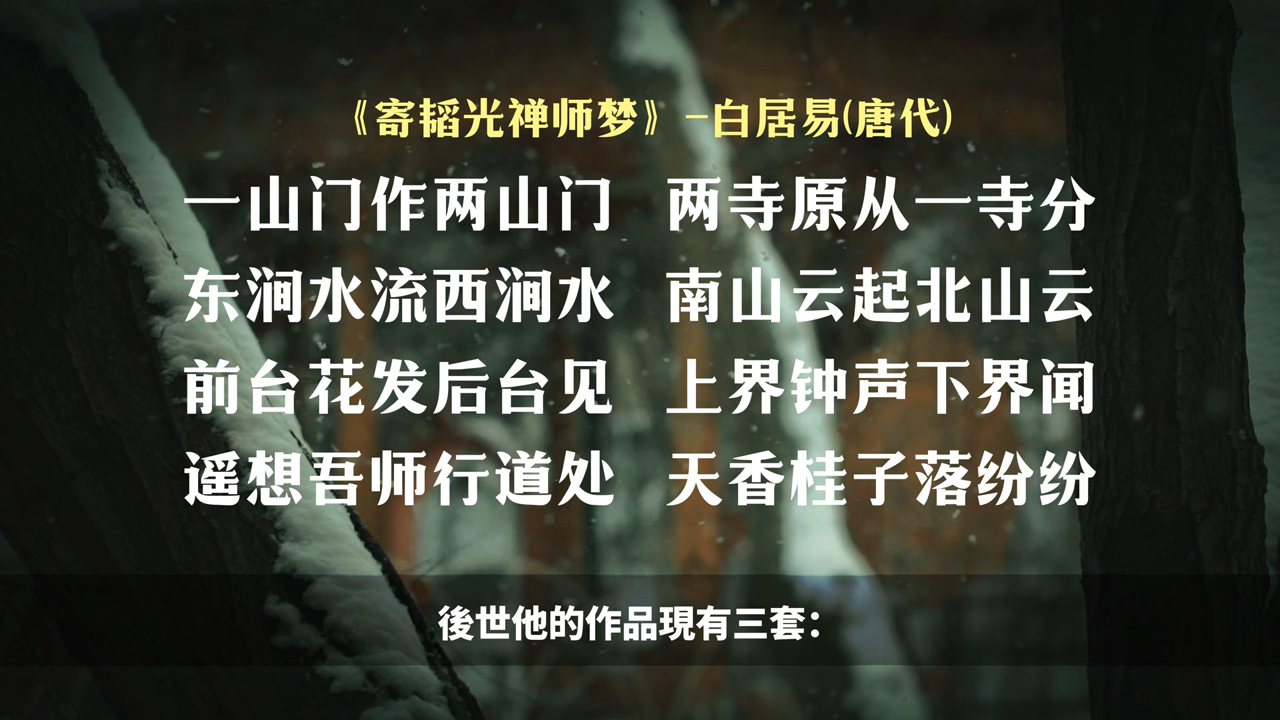 《寄韬光禅师梦》-白居易(唐代)
一山门作两山门 两寺原从一寺分
东涧水流西涧水 南山云起北山云
前台花发后台见 上界钟声下界闻
遥想吾师行道处 天香桂子落纷纷
後世他的作品現有三套：